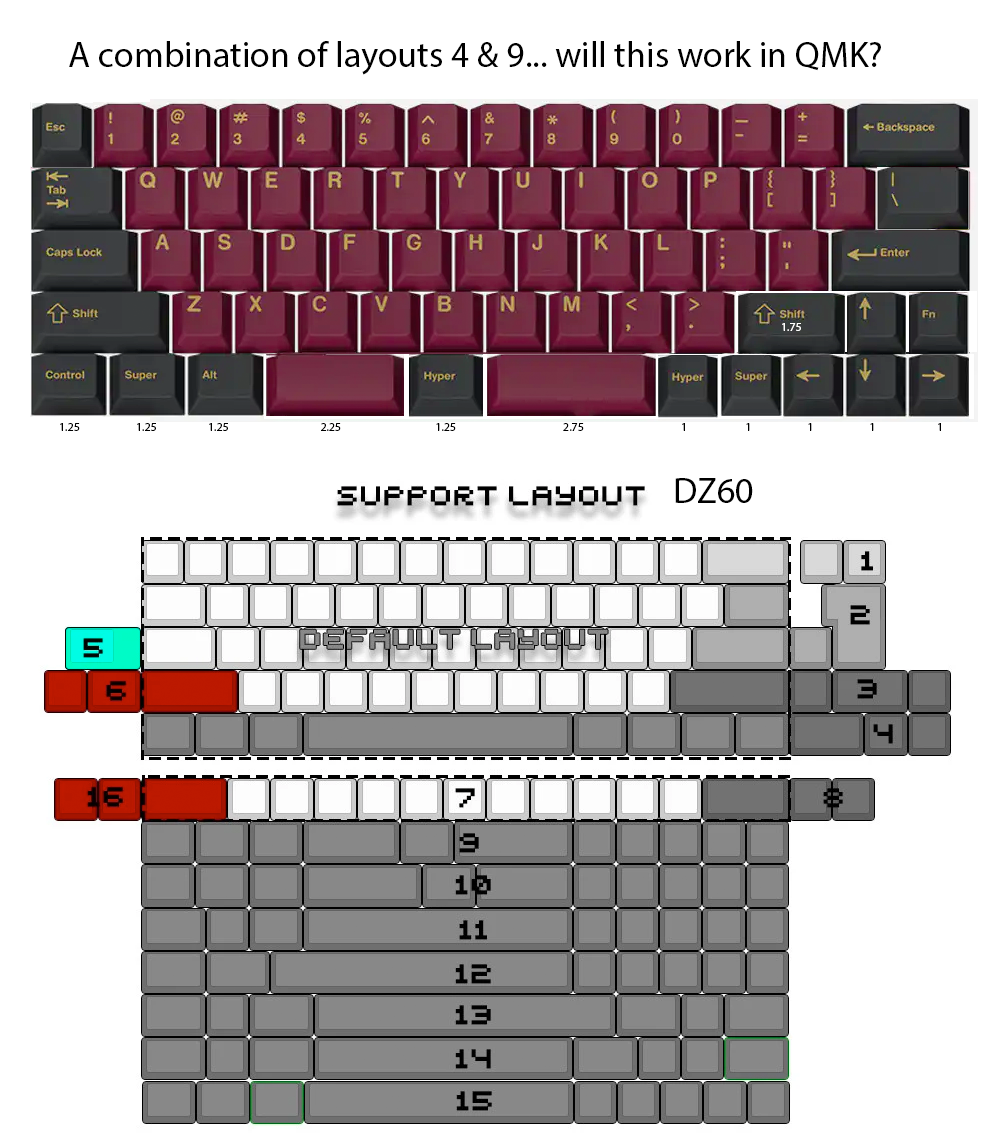 A combination of layouts 4 & 9... will this work in QMK?
Esc ! 1 @ 2 # 3 $ 4 % 5 ^ 6 & 7 * 8 ( 9 ) 0 — - + = ← Backspace
Tab Q W E R T Y U I O P { [ } ] | \
Caps Lock A S D F G H J K L : ; " ' Enter
Shift Z X C V B N M < , > . Shift 1.75 ↑ Fn
Control Super Alt Hyper Hyper Super ← ↓ →
1.25 1.25 1.25 2.25 1.25 2.75 1 1 1 1 1
SUPPORT LAYOUT DZ60
1
2
5 DEFAULT LAYOUT
6 3
4
16 7 8
9
10
11
12
13
14
15